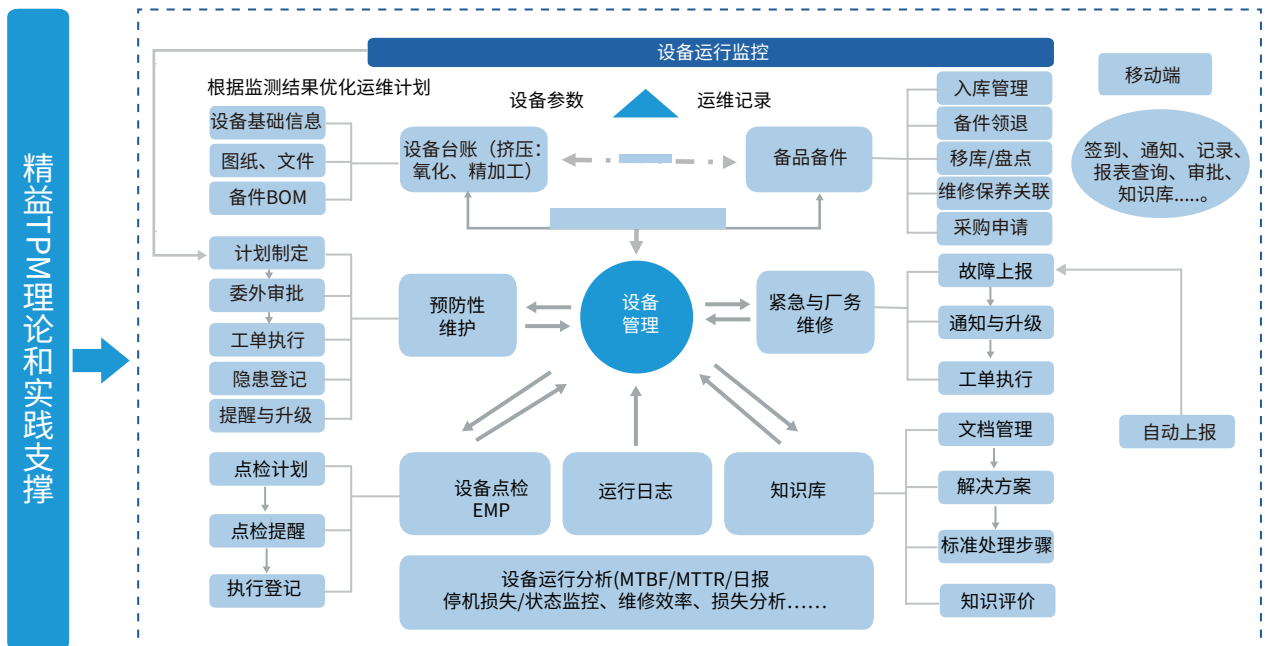 精益TPM理论和实践支撑
设备运行监控
根据监测结果优化运维计划
设备参数
运维记录
移动端
签到、通知、记录、
报表查询、审批、
知识库.....。
设备基础信息
图纸、文件
备件BOM
设备台账（挤压：
氧化、精加工）
备品备件
入库管理
备件领退
移库/盘点
维修保养关联
采购申请
计划制定
委外审批
工单执行
隐患登记
提醒与升级
预防性
维护
设备
管理
紧急与厂务
维修
故障上报
通知与升级
工单执行
自动上报
点检计划
点检提醒
执行登记
设备点检
EMP
运行日志
知识库
文档管理
解决方案
标准处理步骤
知识评价
设备运行分析(MTBF/MTTR/日报
停机损失/状态监控、维修效率、损失分析……